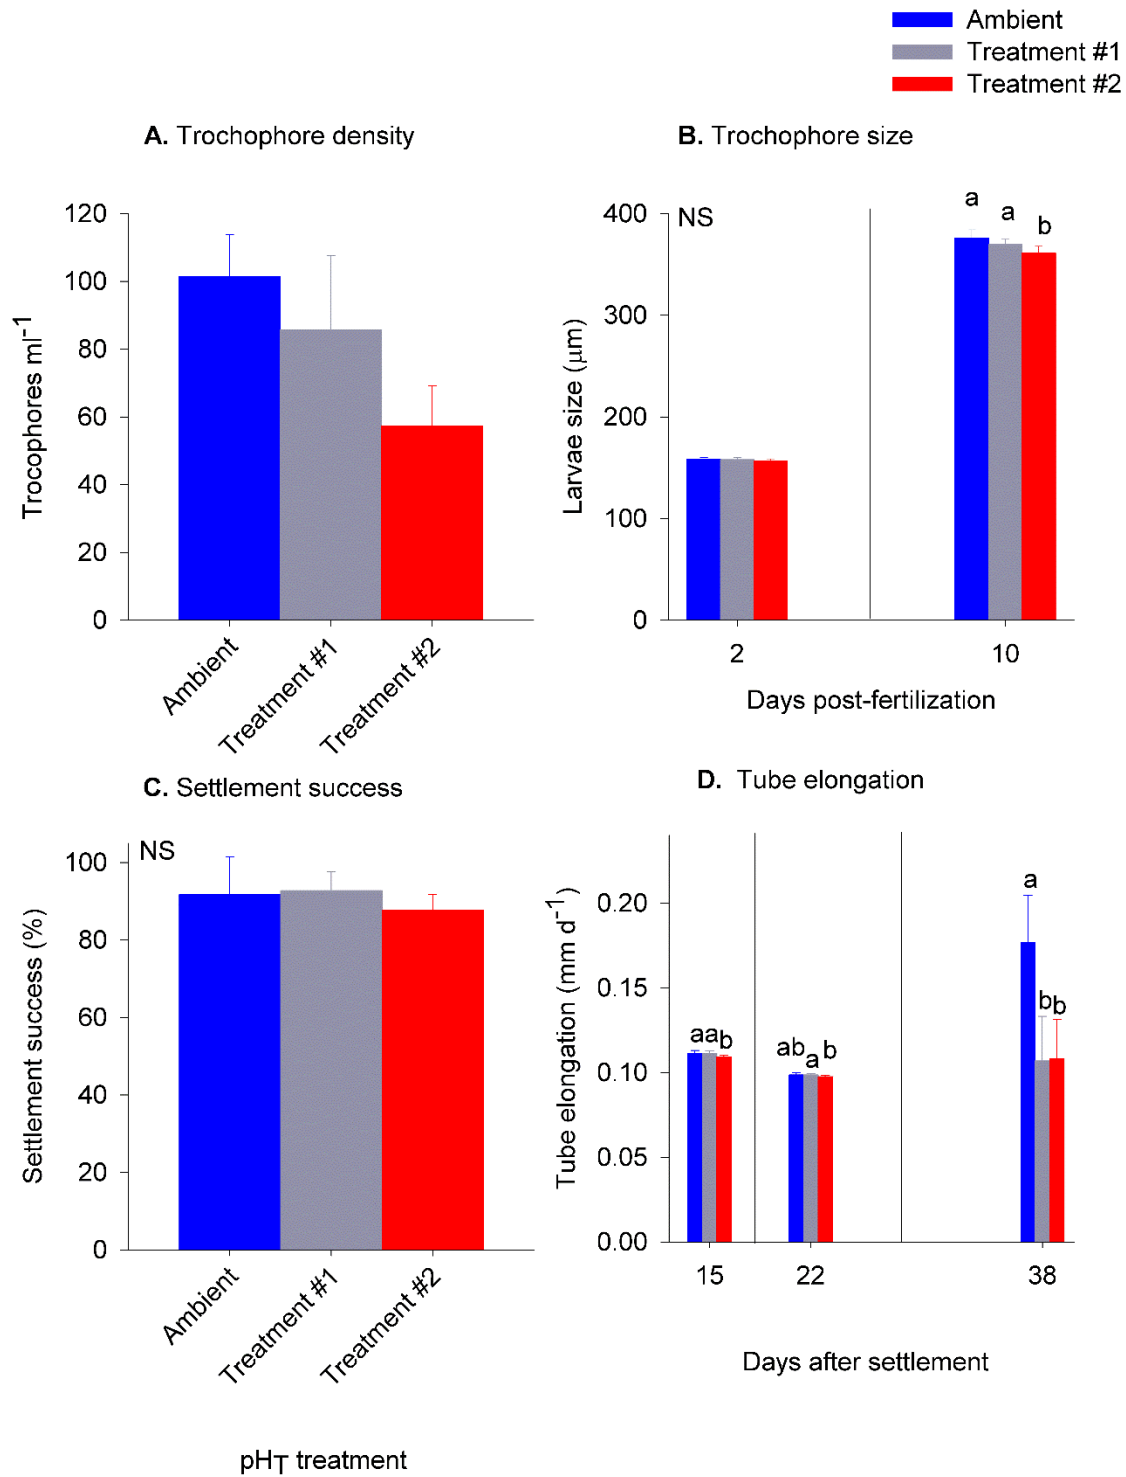 Ambient
Treatment #1
Treatment #2
A. Trochophore density
120
100
80
60
40
20
0
Trocophores ml-1
Ambient
Treatment #1
Treatment #2
B. Trochophore size
NS
a
a
b
400
300
200
100
0
Larvae size (µm)
2
10
Days post-fertilization
C. Settlement success
NS
100
80
60
40
20
0
Settlement success (%)
Ambient
Treatment #1
Treatment #2
pHT treatment
D. Tube elongation
a
bb
aab
ab
a
b
0.20
0.15
0.10
0.05
0.00
Tube elongation (mm d-1)
15
22
38
Days after settlement